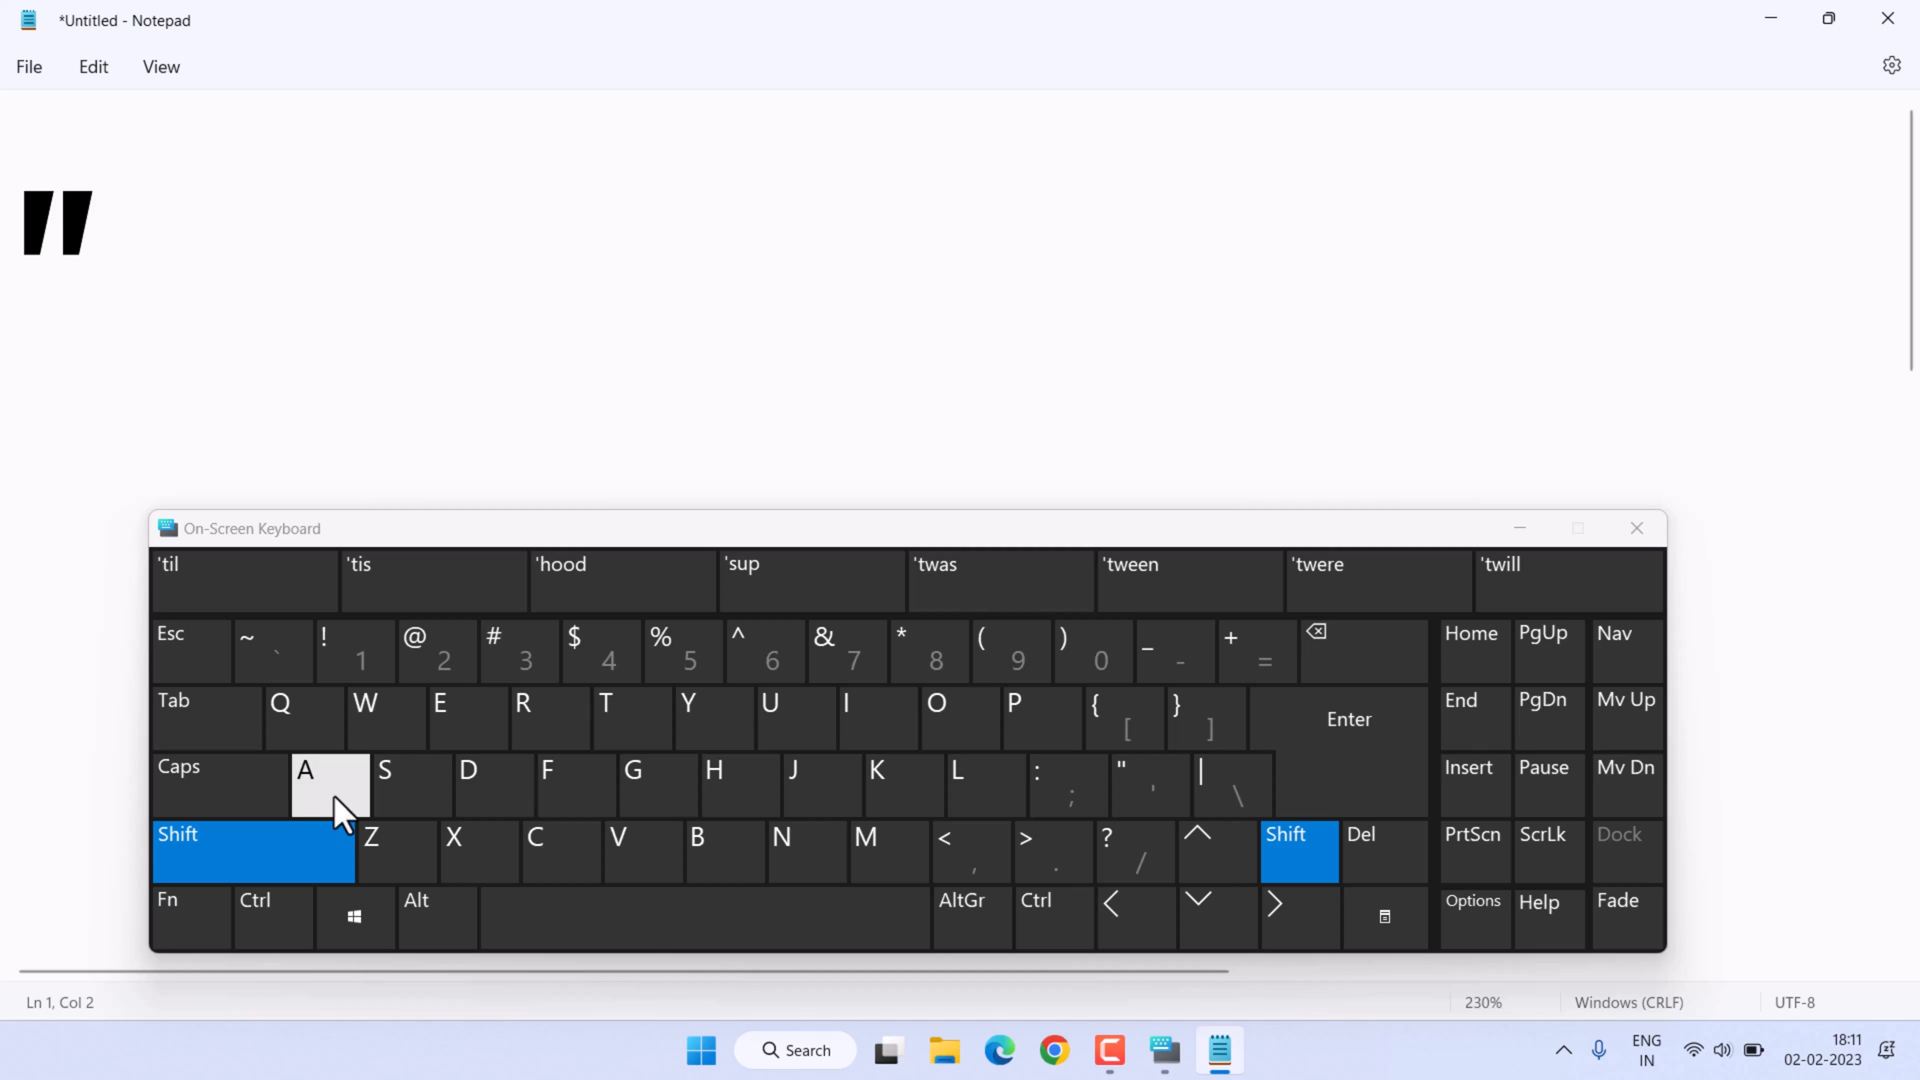 *Untitled - Notepad
File Edit View
"
On-Screen Keyboard
'til 'tis 'hood 'sup 'twas 'tween 'twere 'twill
Esc ~ ` ! 1 @ 2 # 3 $ 4 % 5 ^ 6 & 7 * 8 ( 9 ) 0 _ - + = Home PgUp Nav
Tab Q W E R T Y U I O P { [ } ] Enter End PgDn Mv Up
Caps A S D F G H J K L : ; " ' | \ Insert Pause Mv Dn
Shift Z X C V B N M < , > . ? / Shift Del PrtScn ScrLk Dock
Fn Ctrl Alt AltGr Ctrl Options Help Fade
Ln 1, Col 2 230% Windows (CRLF) UTF-8
Search ENG IN 18:11 02-02-2023